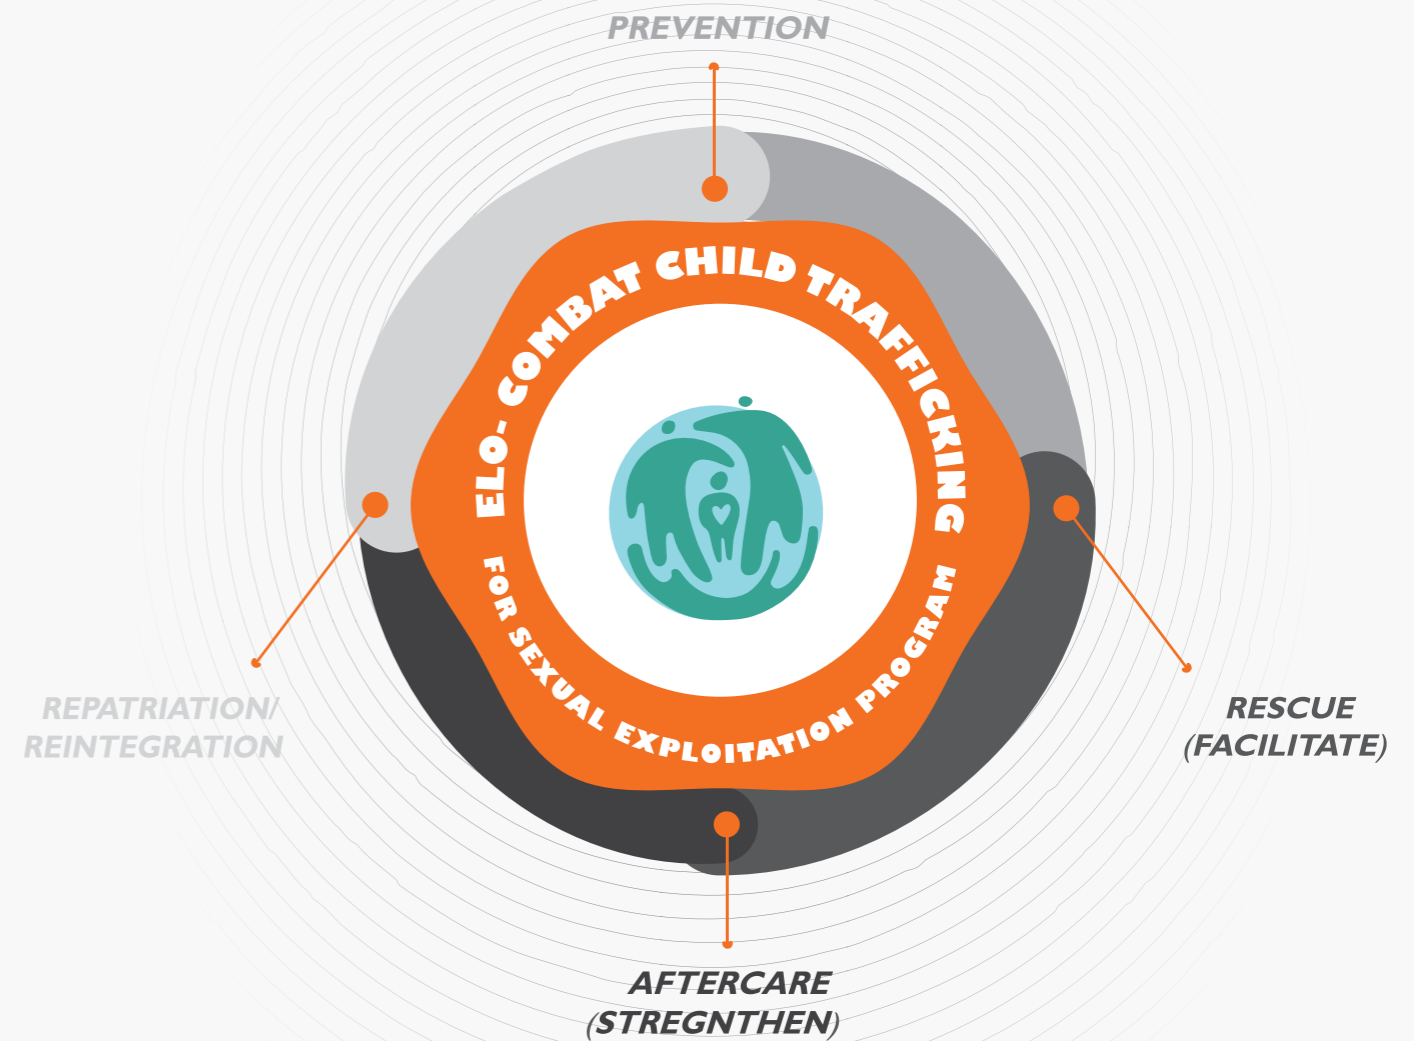 PREVENTION
ELO- COMBAT CHILD TRAFFICKING
FOR SEXUAL EXPLOITATION PROGRAM
REPATRIATION/
REINTEGRATION
RESCUE
(FACILITATE)
AFTERCARE
(STREGNTHEN)